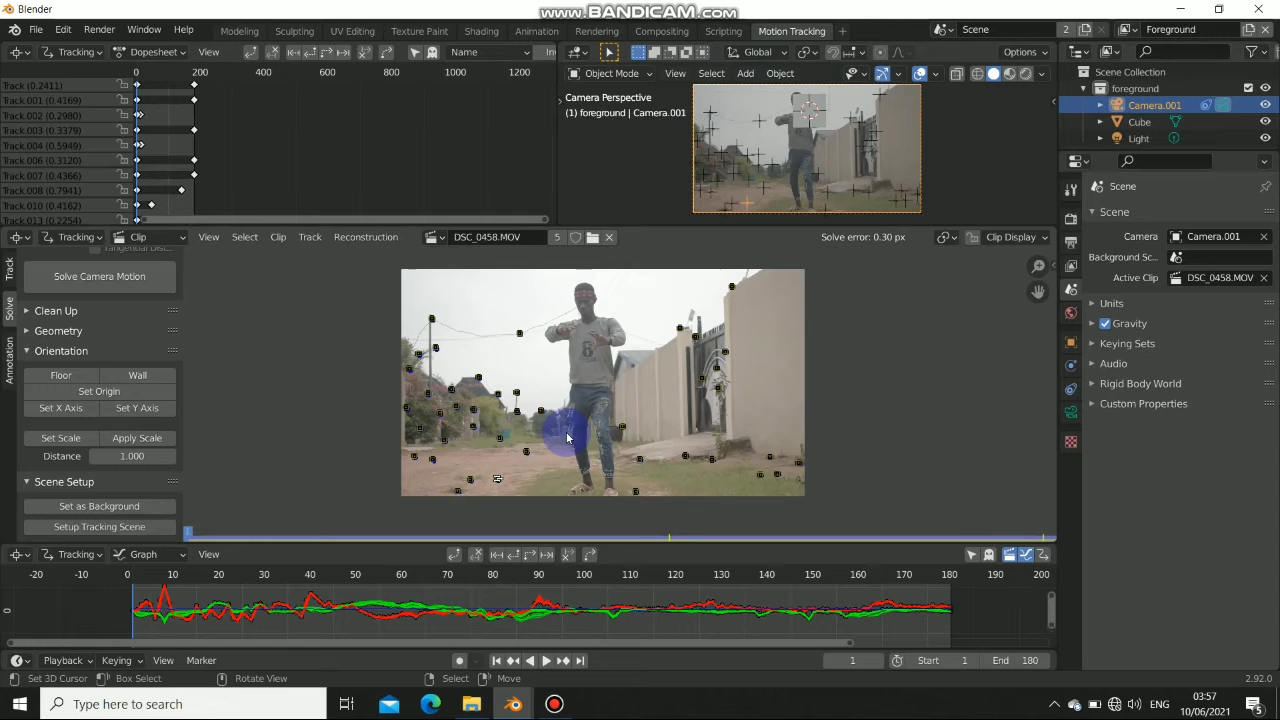 Blender
www.BANDICAM.com
File Edit Render Window Help
Modeling Sculpting UV Editing Texture Paint Shading Animation Rendering Compositing Scripting Motion Tracking
Scene 2
Foreground
Tracking Dopesheet View Name
Global Options
0 200 400 600 800 1000 1200
Track (0.2411)
Track.001 (0.4169)
Track.002 (0.2980)
Track.003 (0.3379)
Track.004 (0.5949)
Track.006 (0.3120)
Track.007 (0.4366)
Track.008 (0.7941)
Track.010 (0.4162)
Track.013 (0.2254)
Object Mode View Select Add Object
Camera Perspective
(1) foreground | Camera.001
Scene Collection
foreground
Camera.001
Cube
Light
Tracking Clip View Select Clip Track Reconstruction DSC_0458.MOV 5 Solve error: 0.30 px Clip Display
Track
Solve
Annotation
Solve Camera Motion
Clean Up
Geometry
Orientation
Floor Wall
Set Origin
Set X Axis Set Y Axis
Set Scale Apply Scale
Distance 1.000
Scene Setup
Set as Background
Setup Tracking Scene
Scene
Scene
Camera Camera.001
Background Sc..
Active Clip DSC_0458.MOV
Units
Gravity
Keying Sets
Audio
Rigid Body World
Custom Properties
Tracking Graph View
-20 -10 0 10 20 30 40 50 60 70 80 90 100 110 120 130 140 150 160 170 180 190 200
0
Playback Keying View Marker
1 Start 1 End 180
Set 3D Cursor Box Select Rotate View Select Move 2.92.0
Type here to search
ENG
03:57
10/06/2021
5